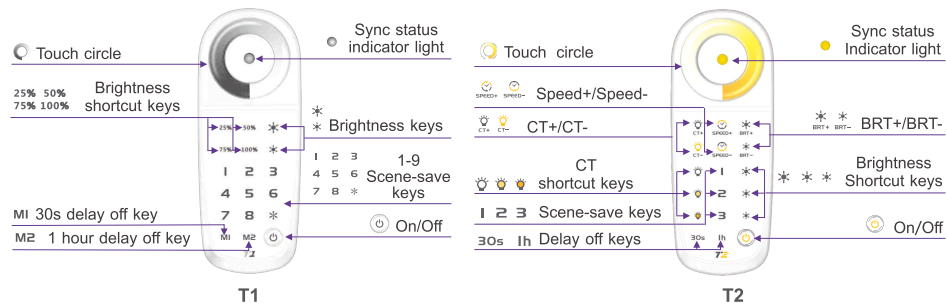 Sync status
indicator light
Touch circle
25% 50%
75% 100%
Brightness
shortcut keys
Brightness keys
1 2 3
4 5 6
7 8
1-9
Scene-save
keys
M1 30s delay off key
M2 1 hour delay off key
On/Off
25% 50%
75% 100%
1 2 3
4 5 6
7 8
M1 M2
T1
T1
Sync status
Indicator light
Touch circle
SPEED+ SPEED-
Speed+/Speed-
CT+ CT-
CT+/CT-
BRT+ BRT-
BRT+/BRT-
CT
shortcut keys
Brightness
Shortcut keys
1 2 3 Scene-save keys
30s 1h Delay off keys
On/Off
CT+ SPEED+ BRT+
CT- SPEED- BRT-
1
2
3
30s 1h
T2
T2